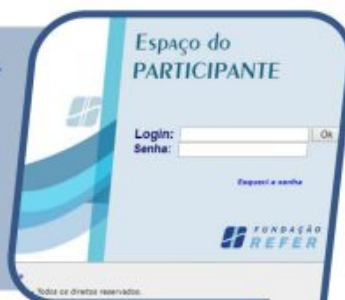 Espaço do
PARTICIPANTE
Login:
Ok
Senha:
Esqueci a senha
FUNDAÇÃO
REFER
Todos os direitos reservados.